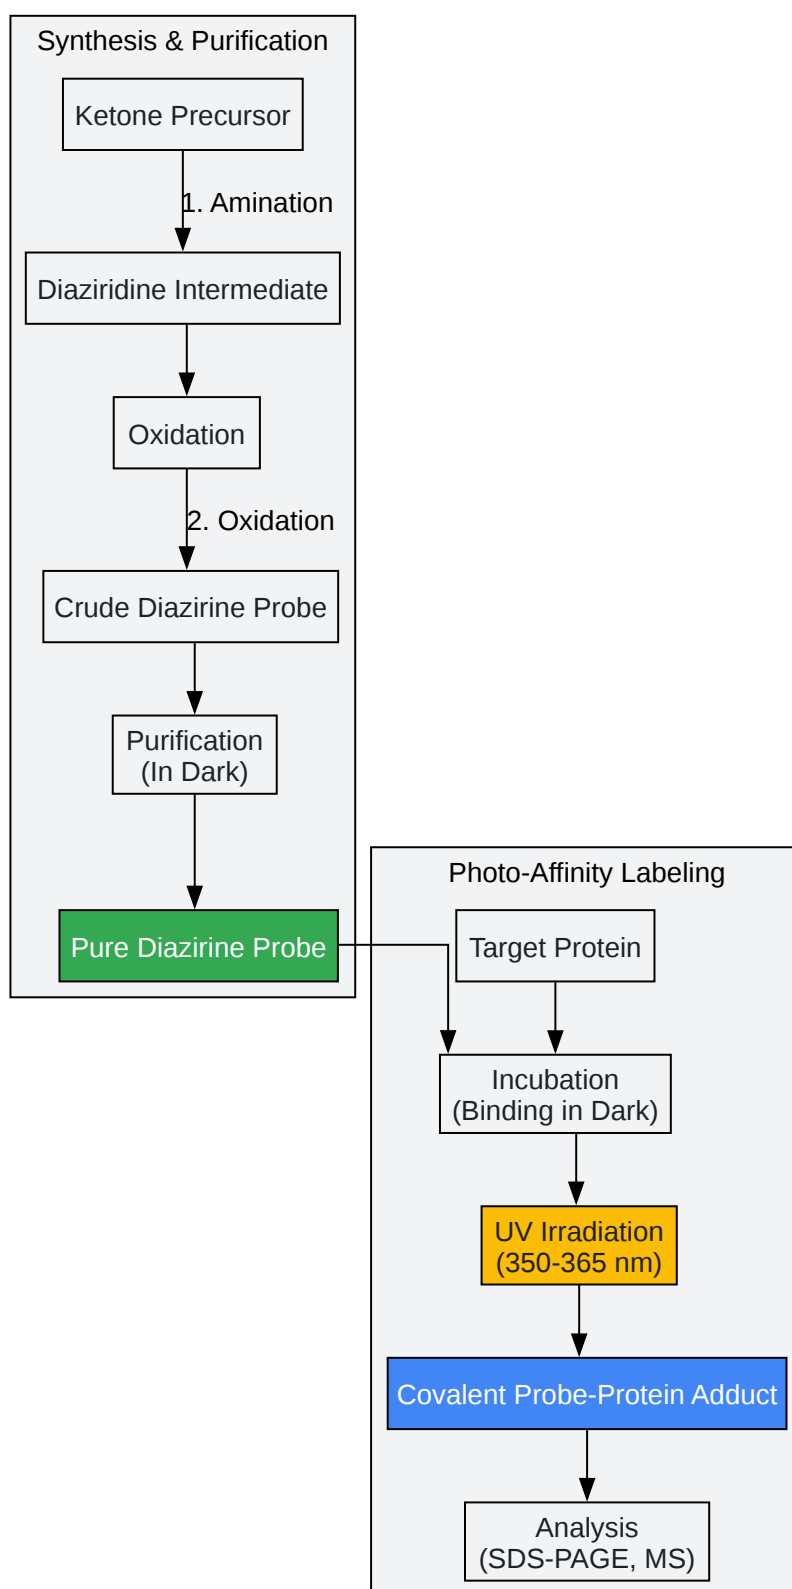 Synthesis & Purification
Ketone Precursor
1. Amination
Diaziridine Intermediate
Oxidation
2. Oxidation
Crude Diazirine Probe
Purification
(In Dark)
Pure Diazirine Probe
Photo-Affinity Labeling
Target Protein
Incubation
(Binding in Dark)
UV Irradiation
(350-365 nm)
Covalent Probe-Protein Adduct
Analysis
(SDS-PAGE, MS)